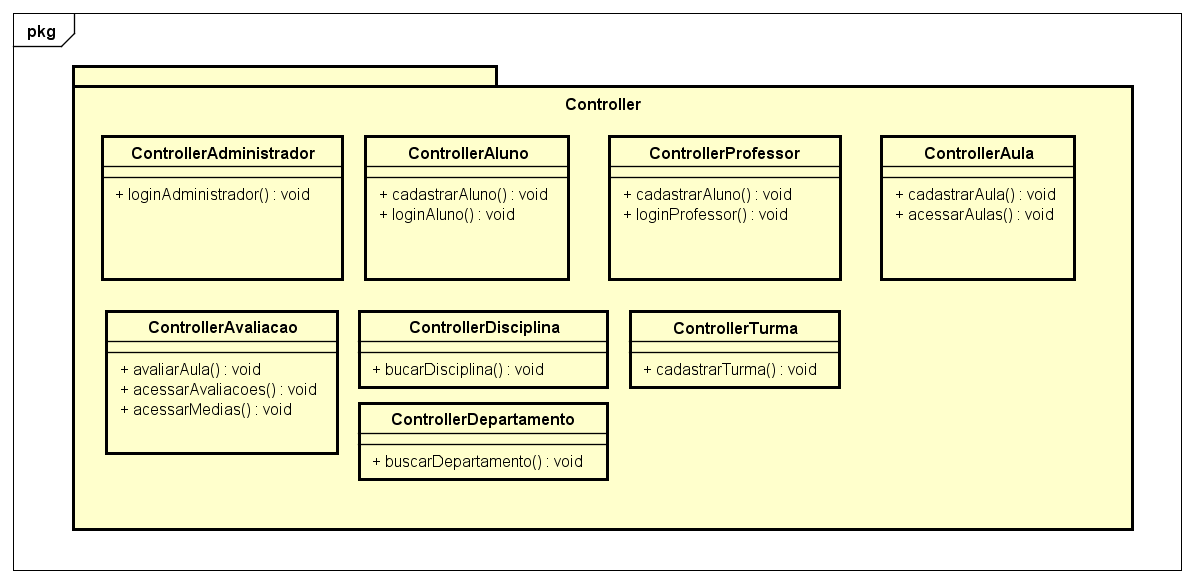 pkg
Controller
ControllerAdministrador
+ loginAdministrador() : void
ControllerAluno
+ cadastrarAluno() : void
+ loginAluno() : void
ControllerProfessor
+ cadastrarAluno() : void
+ loginProfessor() : void
ControllerAula
+ cadastrarAula() : void
+ acessarAulas() : void
ControllerAvaliacao
+ avaliarAula() : void
+ acessarAvaliacoes() : void
+ acessarMedias() : void
ControllerDisciplina
+ bucarDisciplina() : void
ControllerTurma
+ cadastrarTurma() : void
ControllerDepartamento
+ buscarDepartamento() : void